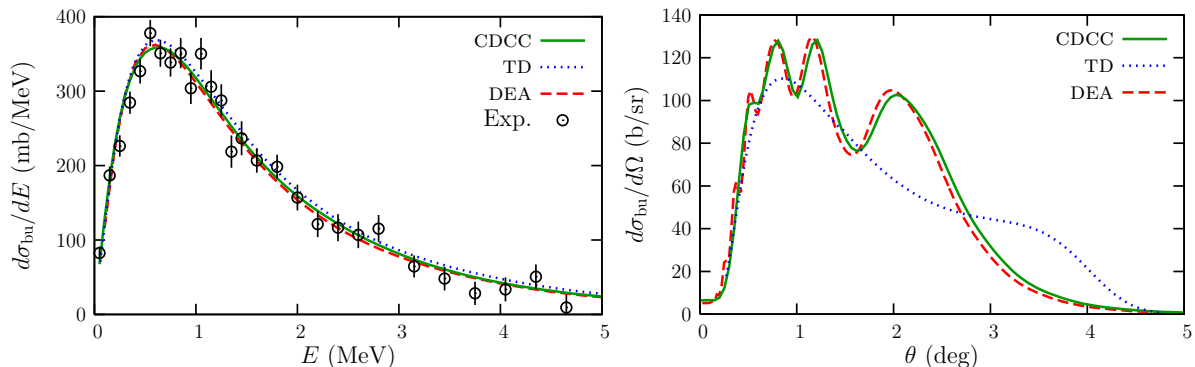 400
300
200
100
0
dσbu/dE (mb/MeV)
CDCC
TD
DEA
Exp.
0 1 2 3 4 5
E (MeV)
140
120
100
80
60
40
20
0
dσbu/dΩ (b/sr)
CDCC
TD
DEA
0 1 2 3 4 5
θ (deg)